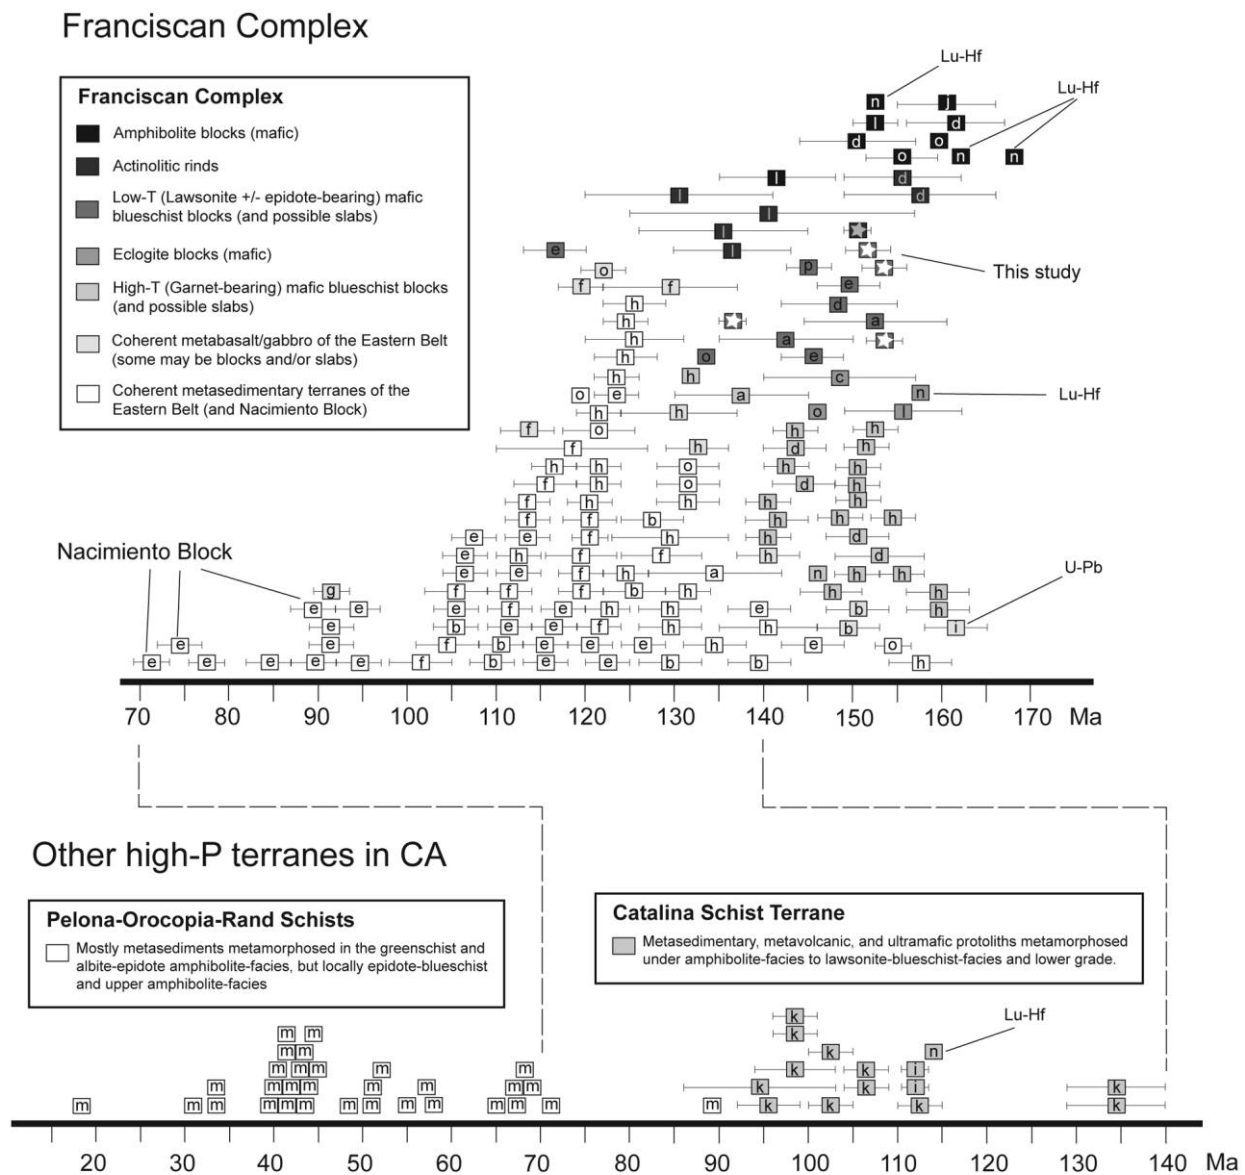 Franciscan Complex
Franciscan Complex
Amphibolite blocks (mafic)
Actinolitic rinds
Low-T (Lawsonite +/- epidote-bearing) mafic
blueschist blocks (and possible slabs)
Eclogite blocks (mafic)
High-T (Garnet-bearing) mafic blueschist blocks
(and possible slabs)
Coherent metabasalt/gabbro of the Eastern Belt
(some may be blocks and/or slabs)
Coherent metasedimentary terranes of the
Eastern Belt (and Nacimiento Block)
Lu-Hf
Lu-Hf
n j
l d
d o
o n n
l d
l d
l
l
e l
o p
f f e
h d
h a
h a
h o e
h h c
o e a n
h h o l
f o h h
f h d h
h h o h h
f h o d h
f h h h h
f f b h h h
e f f h h d
e h f f h d
e e f h a n h h
g f f f b h h h
e e e f e h h e b h
e b e e f h h b i
e e f b e e e h e o
e e e e e f b e e b b h
This study
Lu-Hf
U-Pb
Nacimiento Block
70 80 90 100 110 120 130 140 150 160 170 Ma
Other high-P terranes in CA
Pelona-Orocopia-Rand Schists
Mostly metasediments metamorphosed in the greenschist and
albite-epidote amphibolite-facies, but locally epidote-blueschist
and upper amphibolite-facies
Catalina Schist Terrane
Metasedimentary, metavolcanic, and ultramafic protoliths metamorphosed
under amphibolite-facies to lawsonite-blueschist-facies and lower grade.
Lu-Hf
k
m m k
m m k n
m m m m m k k i
m m m m m m m m k k i k
m m m m m m m m m m m m m m k k k k
20 30 40 50 60 70 80 90 100 110 120 130 140 Ma